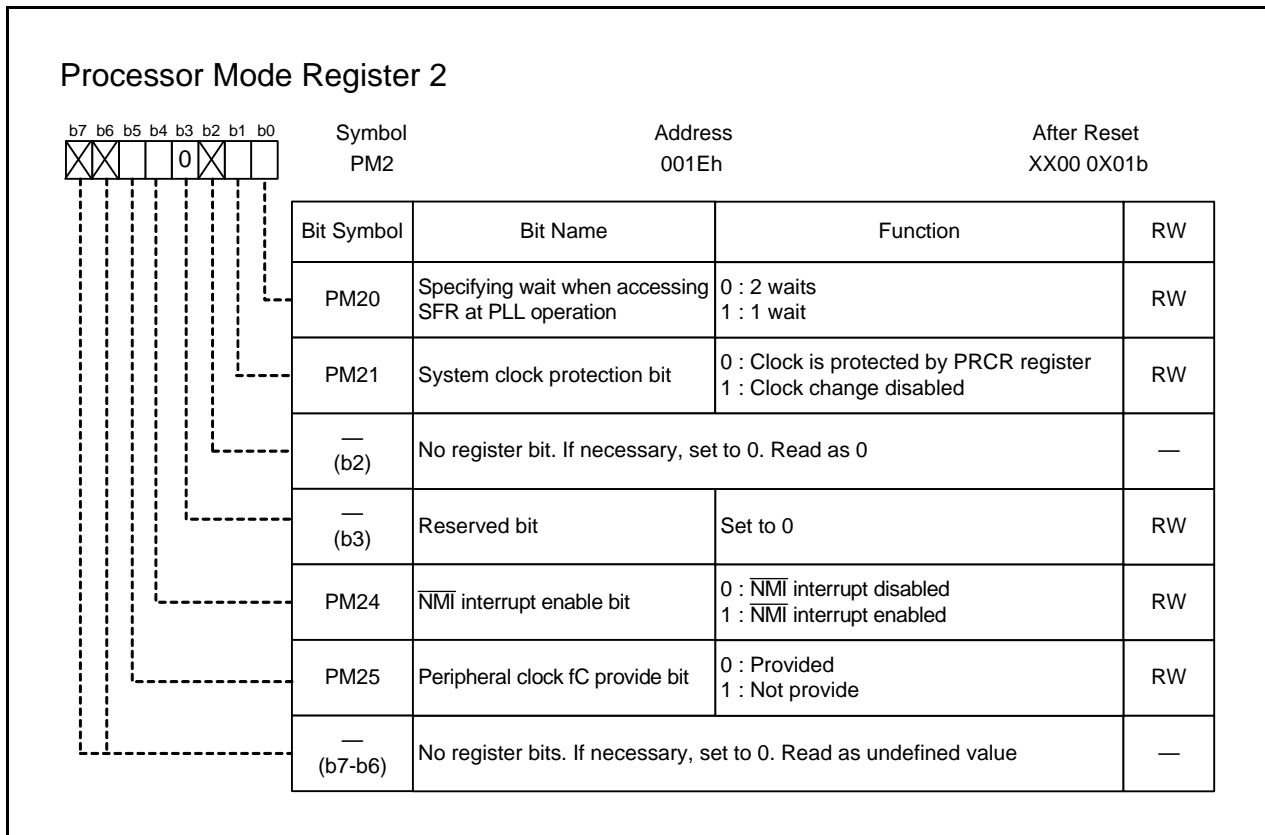 Processor Mode Register 2
b7 b6 b5 b4 b3 b2 b1 b0
0
Symbol Address After Reset
PM2 001Eh XX00 0X01b
Bit Symbol Bit Name Function RW
PM20 Specifying wait when accessing SFR at PLL operation 0 : 2 waits RW
1 : 1 wait
PM21 System clock protection bit 0 : Clock is protected by PRCR register RW
1 : Clock change disabled
— (b2) No register bit. If necessary, set to 0. Read as 0 —
— (b3) Reserved bit Set to 0 RW
PM24 N̅M̅I̅ interrupt enable bit 0 : N̅M̅I̅ interrupt disabled RW
1 : N̅M̅I̅ interrupt enabled
PM25 Peripheral clock fC provide bit 0 : Provided RW
1 : Not provide
— (b7-b6) No register bits. If necessary, set to 0. Read as undefined value —